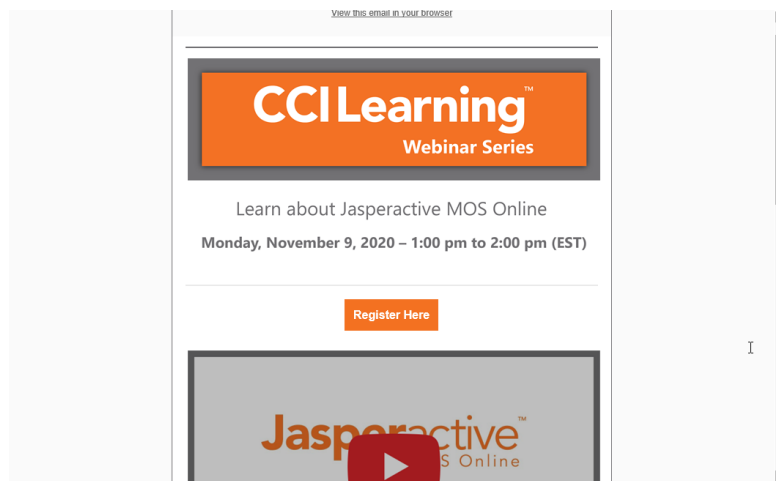 View this email in your browser
CCI Learning™
Webinar Series
Learn about Jasperactive MOS Online
Monday, November 9, 2020 – 1:00 pm to 2:00 pm (EST)
Register Here
Jasperactive™
S Online